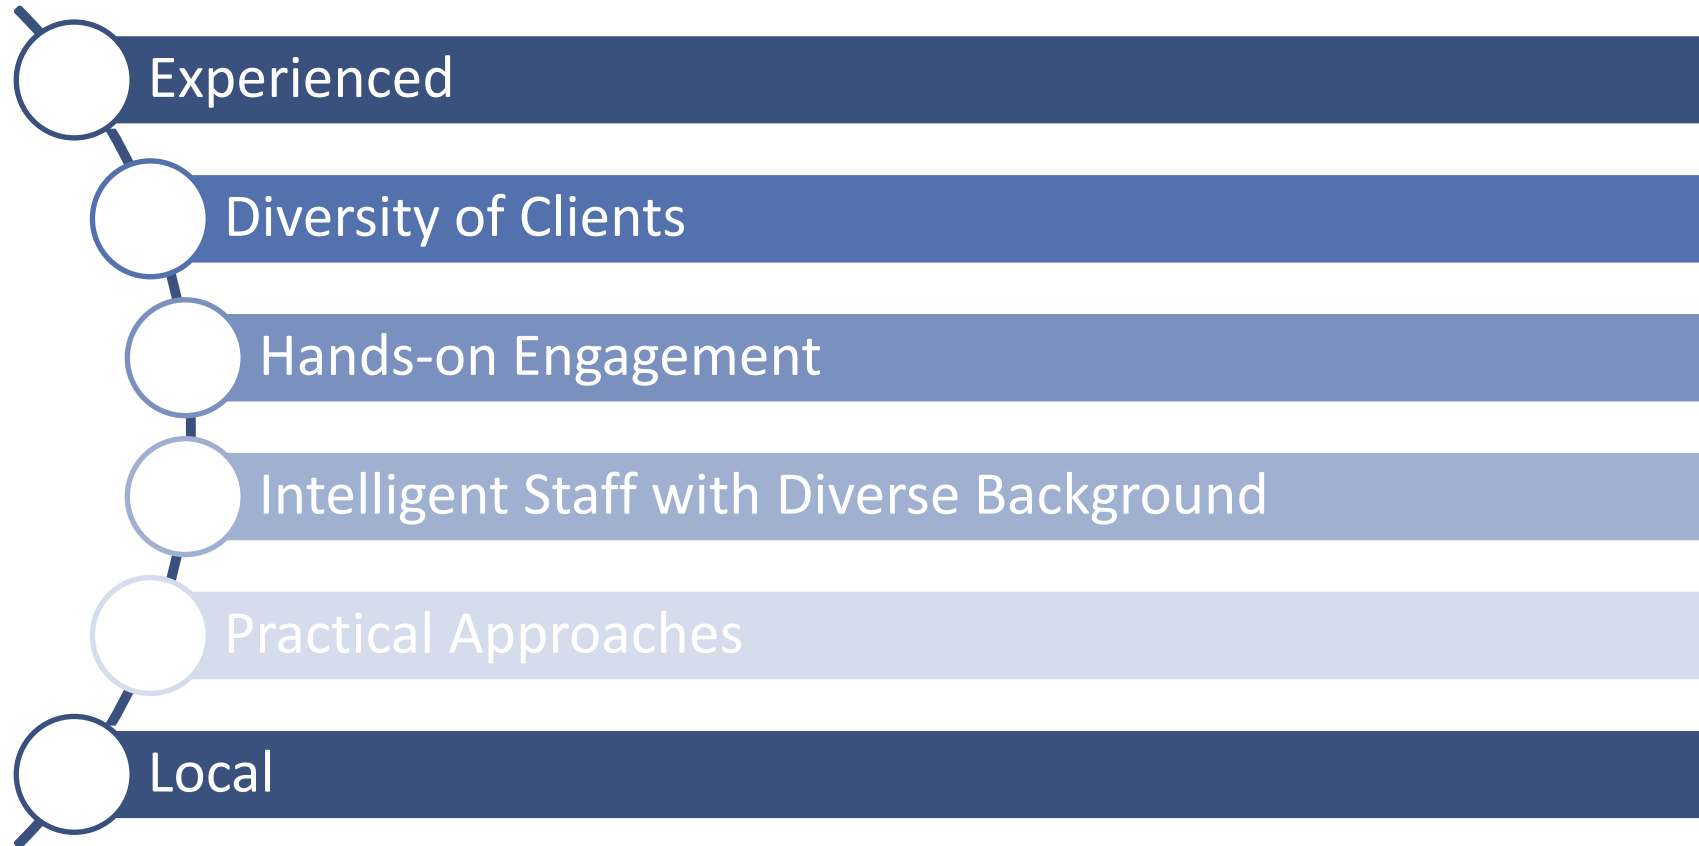 Experienced
Diversity of Clients
Hands-on Engagement
Intelligent Staff with Diverse Background
Practical Approaches
Local